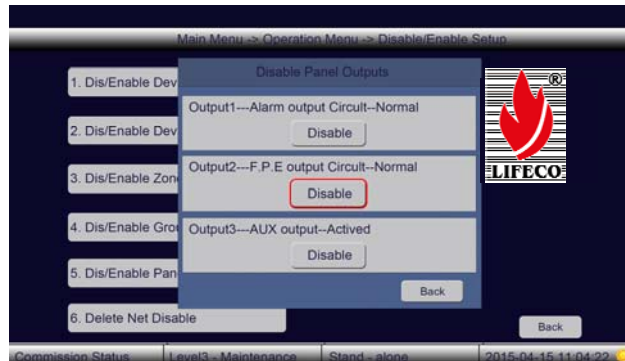 Main Menu -> Operation Menu -> Disable/Enable Setup
1. Dis/Enable Dev
2. Dis/Enable Dev
3. Dis/Enable Zon
4. Dis/Enable Gro
5. Dis/Enable Pan
6. Delete Net Disable
Disable Panel Outputs
Output1---Alarm output Circult--Normal
Disable
Output2---F.P.E output Circult--Normal
Disable
Output3---AUX output--Actived
Disable
Back
®
LIFECO
Back
Commission Status
Level3 - Maintenance
Stand - alone
2015-04-15 11:04:22